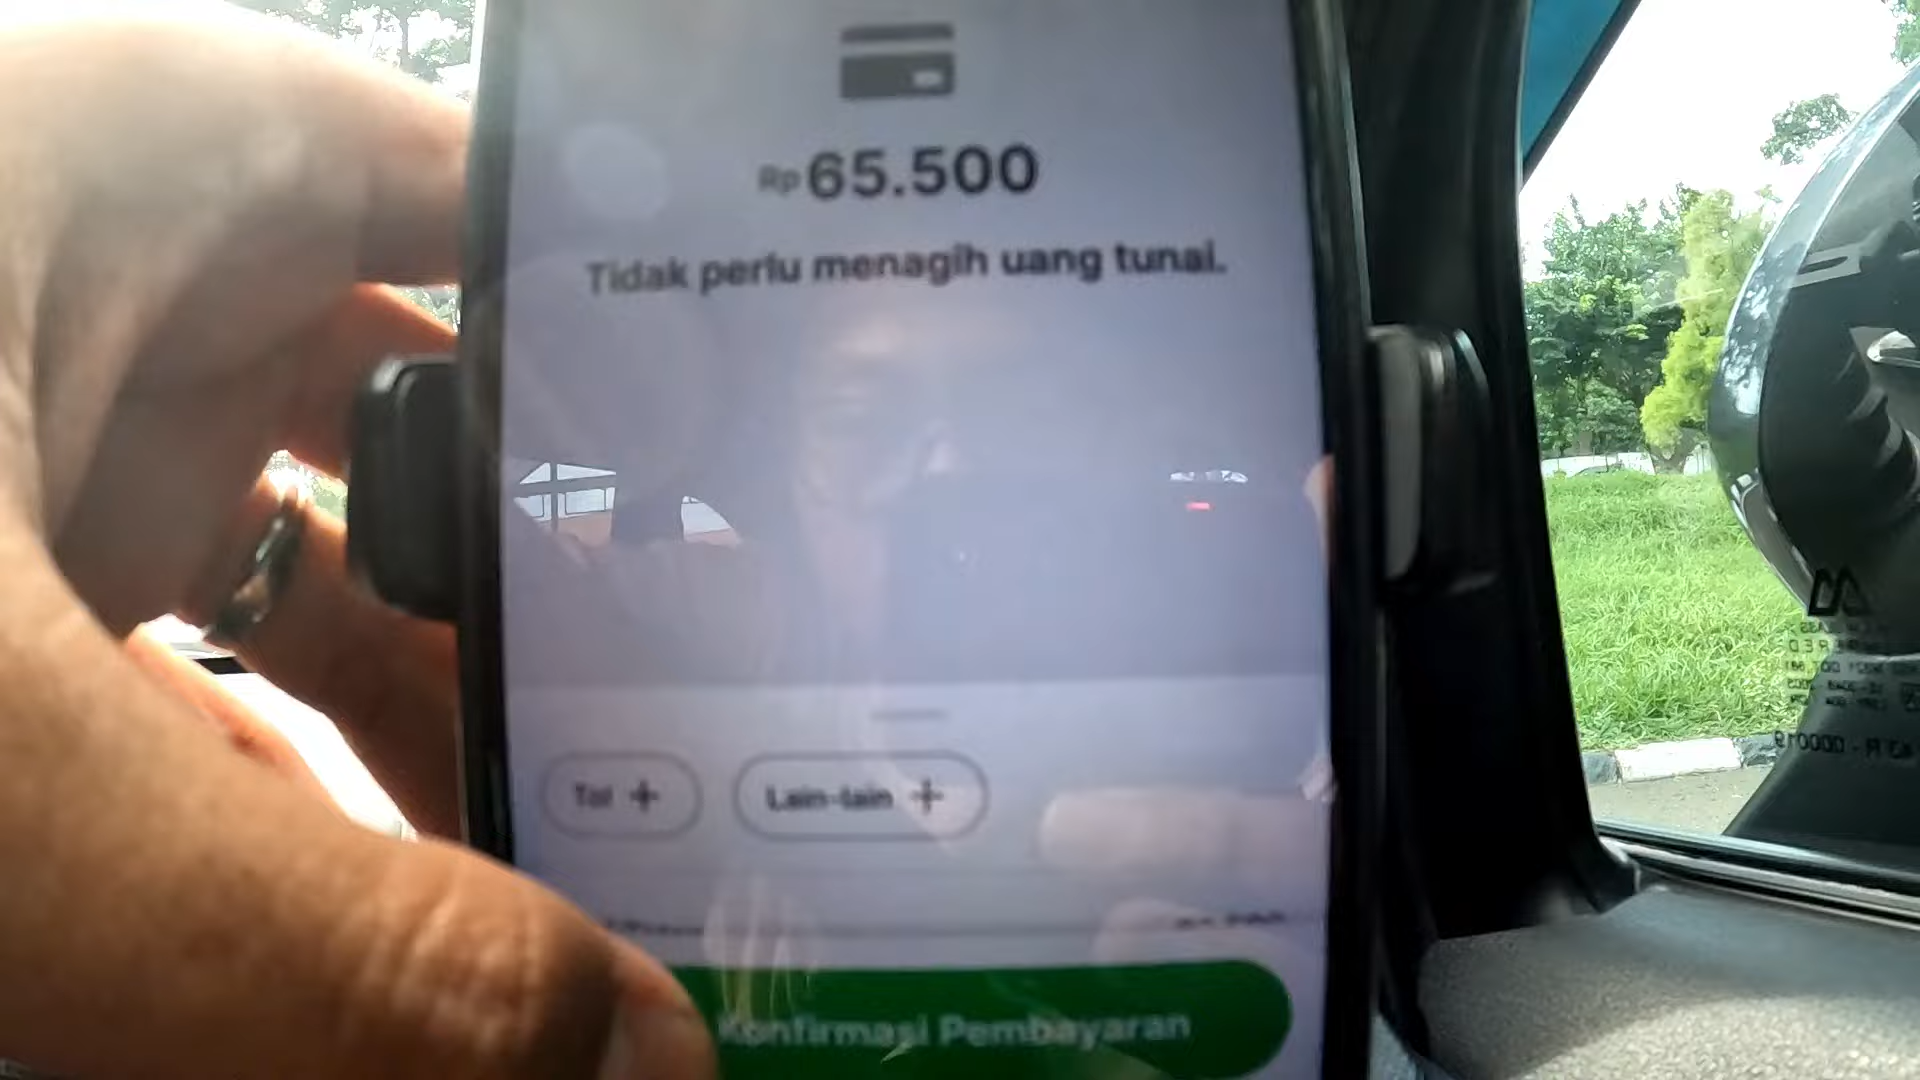 Rp65.500
Tidak perlu menagih uang tunai.
Tol +
Lain-lain +
Konfirmasi Pembayaran